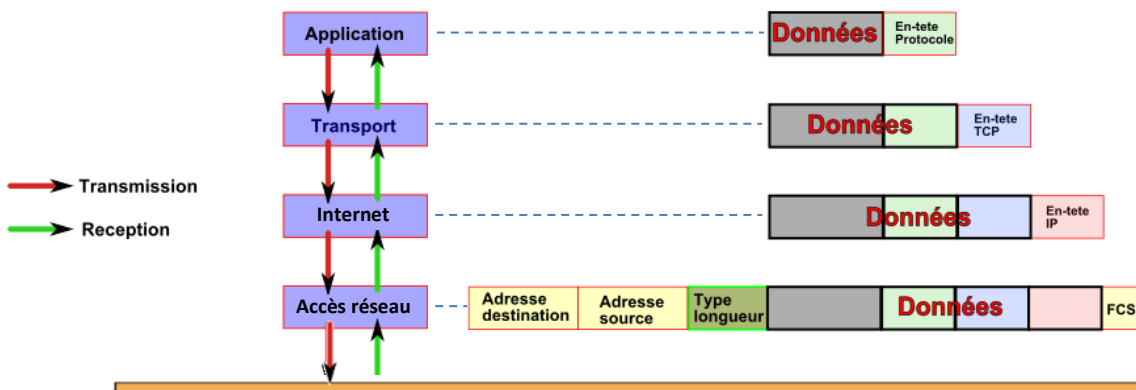 Application
Données
En-tete
Protocole
Transport
Données
En-tete
TCP
Transmission
Internet
Données
En-tete
IP
Reception
Accès réseau
Adresse
destination
Adresse
source
Type
longueur
Données
FCS